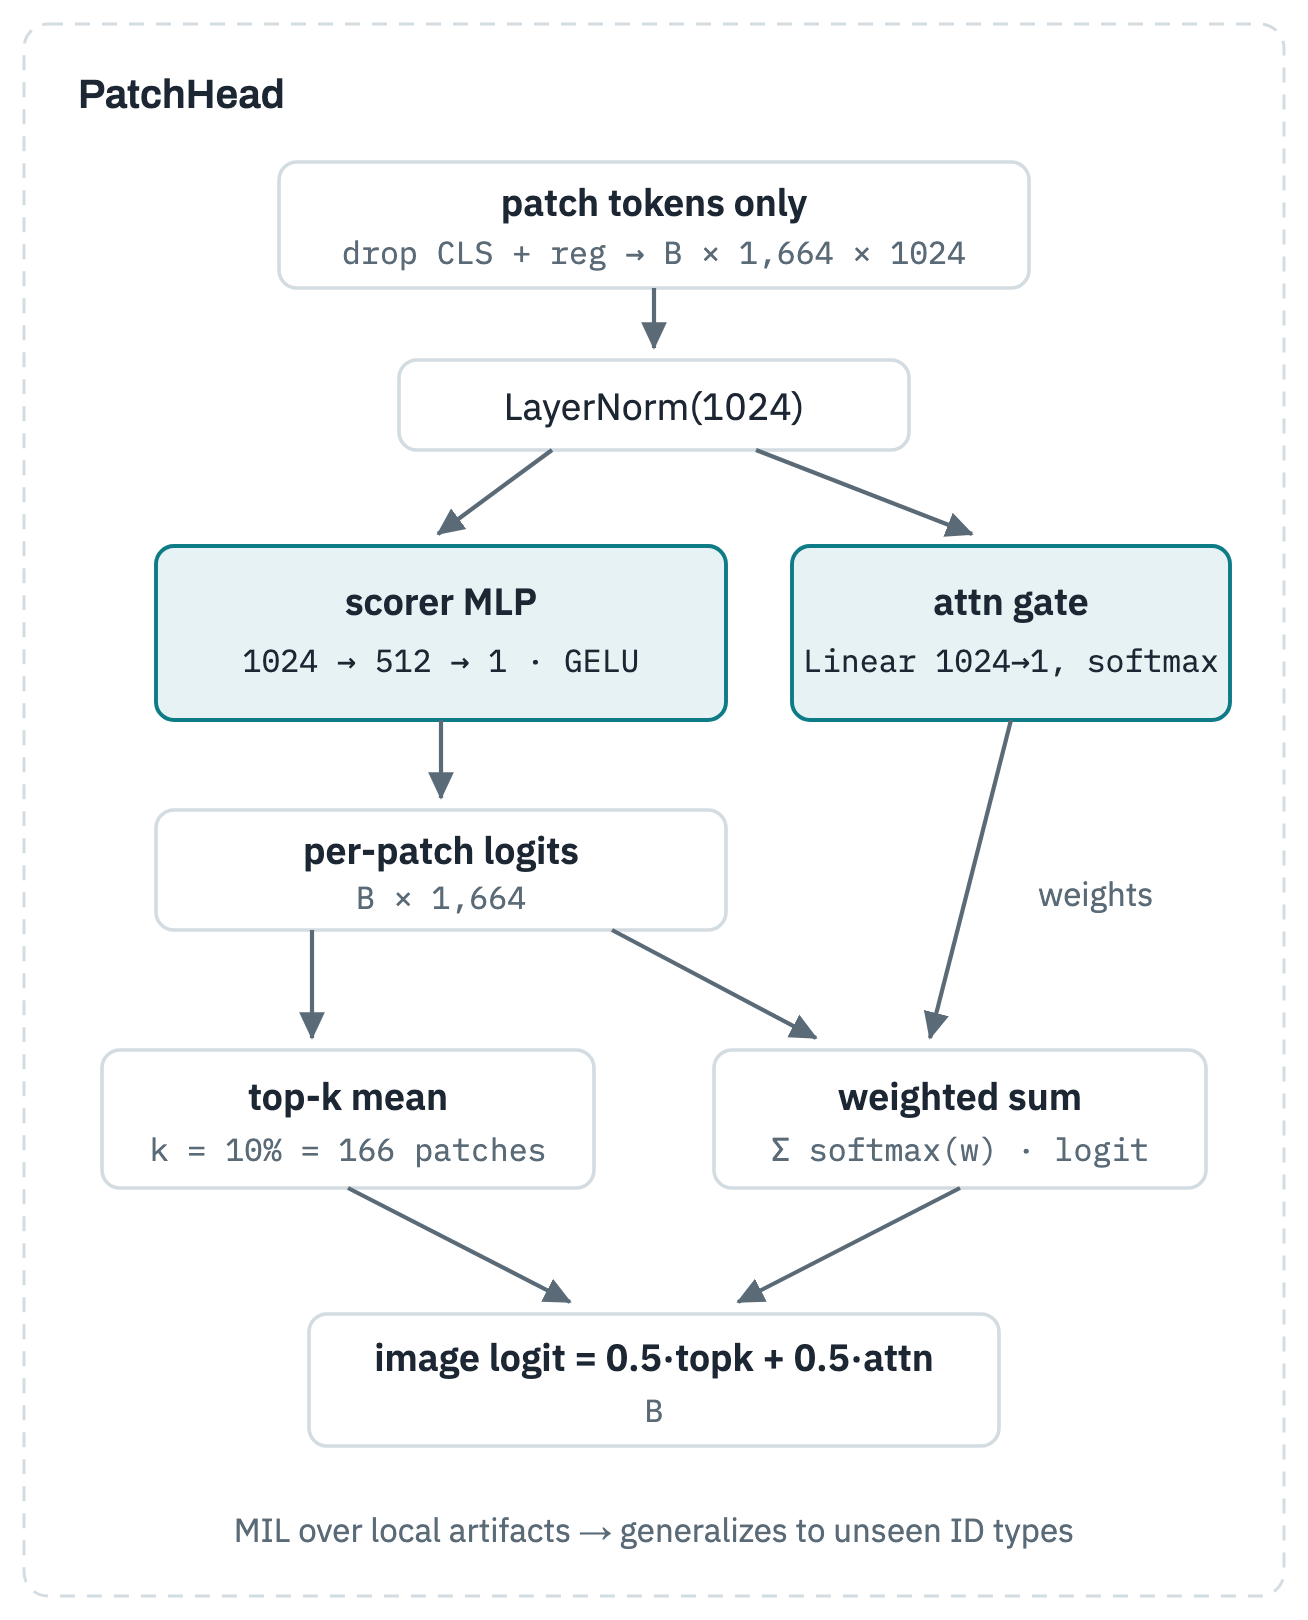 PatchHead
patch tokens only
drop CLS + reg → B × 1,664 × 1024
LayerNorm(1024)
scorer MLP
1024 → 512 → 1 · GELU
attn gate
Linear 1024→1, softmax
per-patch logits
B × 1,664
weights
top-k mean
k = 10% = 166 patches
weighted sum
Σ softmax(w) · logit
image logit = 0.5·topk + 0.5·attn
B
MIL over local artifacts → generalizes to unseen ID types